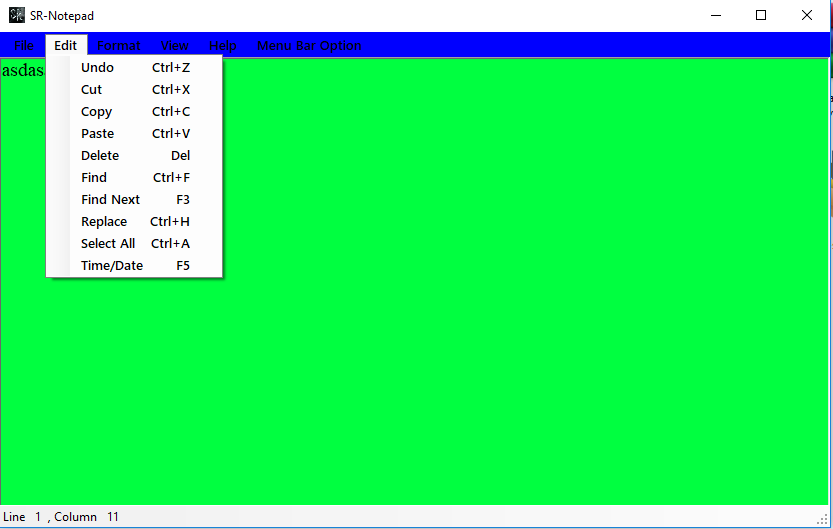 SR-Notepad
File Edit Format View Help Menu Bar Option
asdas
Undo Ctrl+Z
Cut Ctrl+X
Copy Ctrl+C
Paste Ctrl+V
Delete Del
Find Ctrl+F
Find Next F3
Replace Ctrl+H
Select All Ctrl+A
Time/Date F5
Line 1 , Column 11